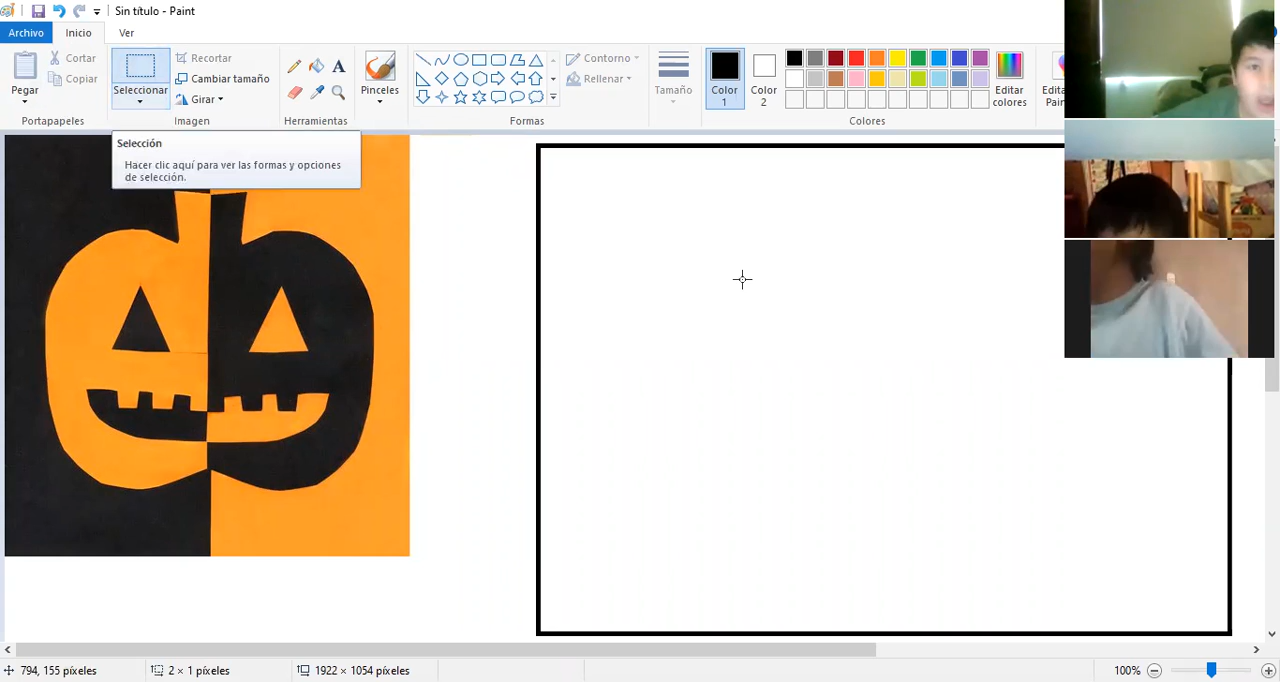 Sin título - Paint
Archivo Inicio Ver
Pegar
Cortar
Copiar
Portapapeles
Seleccionar
Recortar
Cambiar tamaño
Girar
Imagen
A
Herramientas
Pinceles
Contorno
Rellenar
Formas
Tamaño
Color 1
Color 2
Editar colores
Colores
Edita
Pain
Selección
Hacer clic aquí para ver las formas y opciones
de selección.
794, 155 píxeles 2 × 1 píxeles 1922 × 1054 píxeles 100%